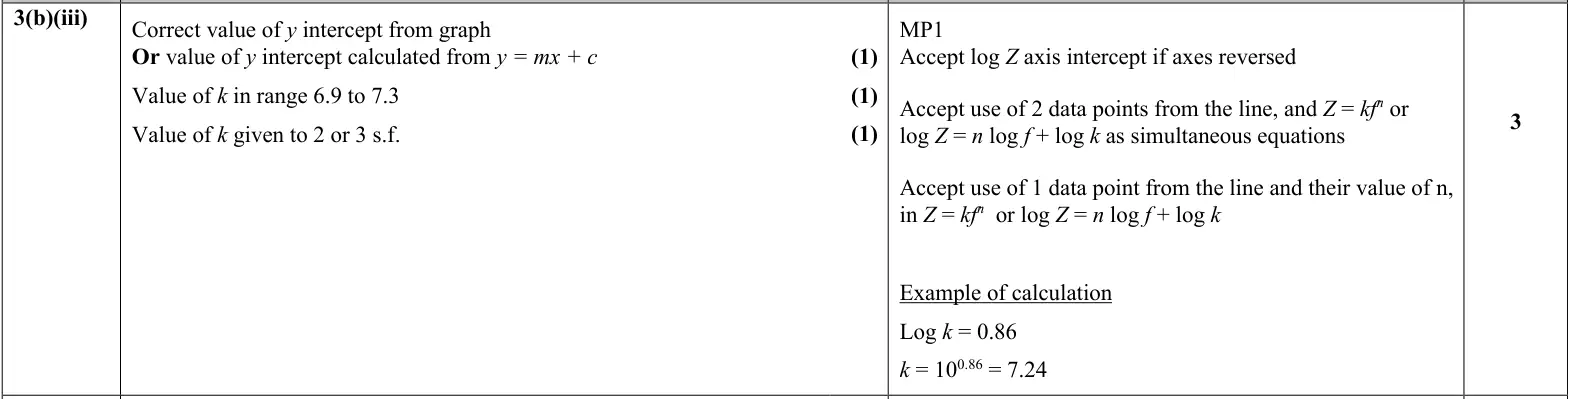 3(b)(iii)
Correct value of y intercept from graph
Or value of y intercept calculated from y = mx + c (1)
Value of k in range 6.9 to 7.3 (1)
Value of k given to 2 or 3 s.f. (1)
MP1
Accept log Z axis intercept if axes reversed
Accept use of 2 data points from the line, and Z = kfⁿ or
log Z = n log f + log k as simultaneous equations
Accept use of 1 data point from the line and their value of n,
in Z = kfⁿ or log Z = n log f + log k
Example of calculation
Log k = 0.86
k = 10⁰·⁸⁶ = 7.24
3